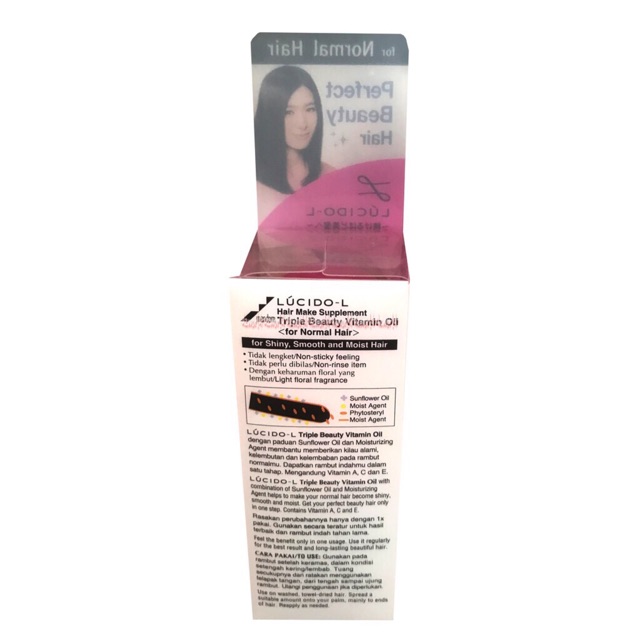 for Normal Hair
Perfect
Beauty
Hair
LÚCIDO-L
LÚCIDO-L
Hair Make Supplement
Triple Beauty Vitamin Oil
<for Normal Hair>
for Shiny, Smooth and Moist Hair
• Tidak lengket/Non-sticky feeling
• Tidak perlu dibilas/Non-rinse item
• Dengan keharuman floral yang
lembut/Light floral fragrance
Sunflower Oil
Moist Agent
Phytosteryl
Moist Agent
LÚCIDO-L Triple Beauty Vitamin Oil
dengan paduan Sunflower Oil dan Moisturizing
Agent membantu memberikan kilau alami,
kelembutan dan kelembaban pada rambut
normalmu. Dapatkan rambut indahmu dalam
satu tahap. Mengandung Vitamin A, C dan E.
LÚCIDO-L Triple Beauty Vitamin Oil with
combination of Sunflower Oil and Moisturizing
Agent helps to make your normal hair become shiny,
smooth and moist. Get your perfect beauty hair only
in one step. Contains Vitamin A, C and E.
Rasakan perubahannya hanya dengan 1x
pakai. Gunakan secara teratur untuk hasil
terbaik dan rambut indah tahan lama.
Feel the benefit only in one usage. Use it regularly
for the best result and long-lasting beautiful hair.
CARA PAKAI/TO USE: Gunakan pada
rambut setelah keramas, dalam kondisi
setengah kering/lembab. Tuang
secukupnya dan ratakan menggunakan
telapak tangan, dari tengah sampai ujung
rambut. Ulangi penggunaan jika diperlukan.
Use on washed, towel-dried hair. Spread a
suitable amount onto your palm, mainly to ends
of hair. Reapply as needed.